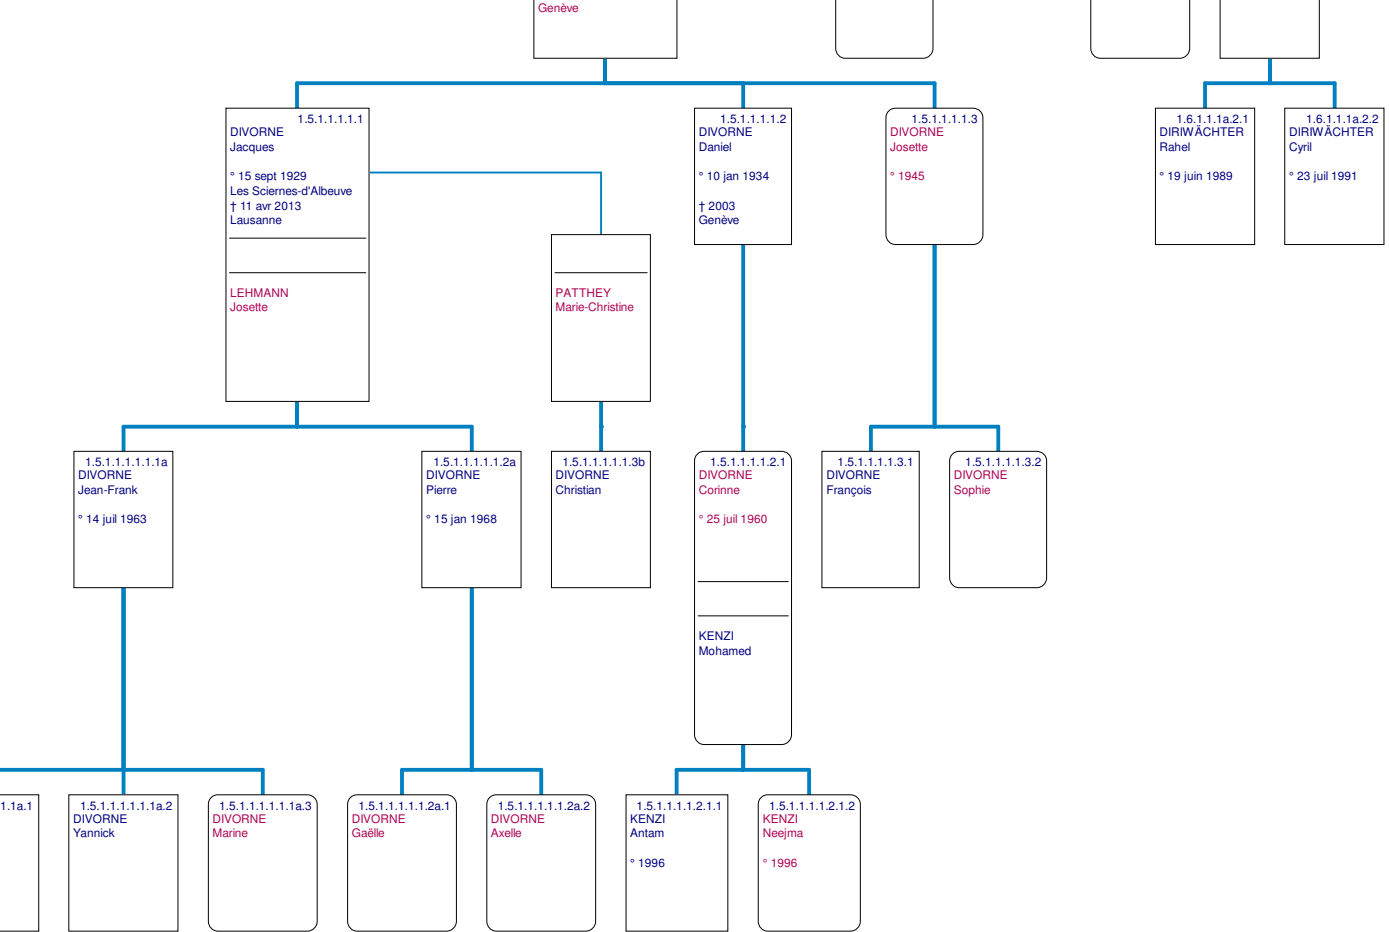 Genève
1.5.1.1.1.1.1
DIVORNE
Jacques
° 15 sept 1929
Les Sciernes-d'Albeuve
† 11 avr 2013
Lausanne
LEHMANN
Josette
PATTHEY
Marie-Christine
1.5.1.1.1.1.2
DIVORNE
Daniel
° 10 jan 1934
† 2003
Genève
1.5.1.1.1.1.3
DIVORNE
Josette
° 1945
1.6.1.1.1a.2.1
DIRIWÄCHTER
Rahel
° 19 juin 1989
1.6.1.1.1a.2.2
DIRIWÄCHTER
Cyril
° 23 juil 1991
1.5.1.1.1.1.1.1a
DIVORNE
Jean-Frank
° 14 juil 1963
1.5.1.1.1.1.1.2a
DIVORNE
Pierre
° 15 jan 1968
1.5.1.1.1.1.1.3b
DIVORNE
Christian
1.5.1.1.1.1.2.1
DIVORNE
Corinne
° 25 juil 1960
KENZI
Mohamed
1.5.1.1.1.1.3.1
DIVORNE
François
1.5.1.1.1.1.3.2
DIVORNE
Sophie
1.1a.1
1.5.1.1.1.1.1.1a.2
DIVORNE
Yannick
1.5.1.1.1.1.1.1a.3
DIVORNE
Marine
1.5.1.1.1.1.1.2a.1
DIVORNE
Gaëlle
1.5.1.1.1.1.1.2a.2
DIVORNE
Axelle
1.5.1.1.1.1.2.1.1
KENZI
Antam
° 1996
1.5.1.1.1.1.2.1.2
KENZI
Neejma
° 1996